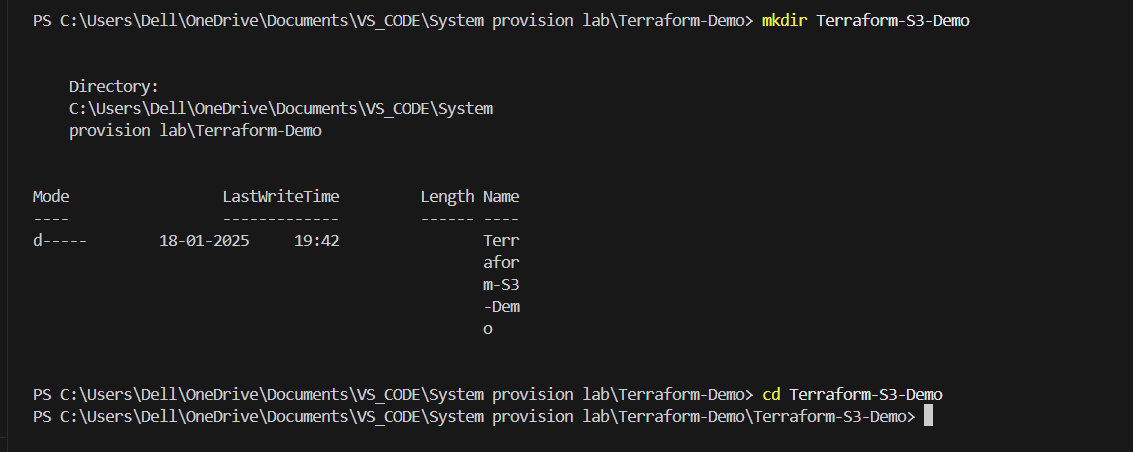 PS C:\Users\Dell\OneDrive\Documents\VS_CODE\System provision lab\Terraform-Demo> mkdir Terraform-S3-Demo
Directory:
C:\Users\Dell\OneDrive\Documents\VS_CODE\System
provision lab\Terraform-Demo
Mode                 LastWriteTime         Length Name
----                 -------------         ------ ----
d-----        18-01-2025     19:42                Terr
afor
m-S3
-Dem
o
PS C:\Users\Dell\OneDrive\Documents\VS_CODE\System provision lab\Terraform-Demo> cd Terraform-S3-Demo
PS C:\Users\Dell\OneDrive\Documents\VS_CODE\System provision lab\Terraform-Demo\Terraform-S3-Demo>